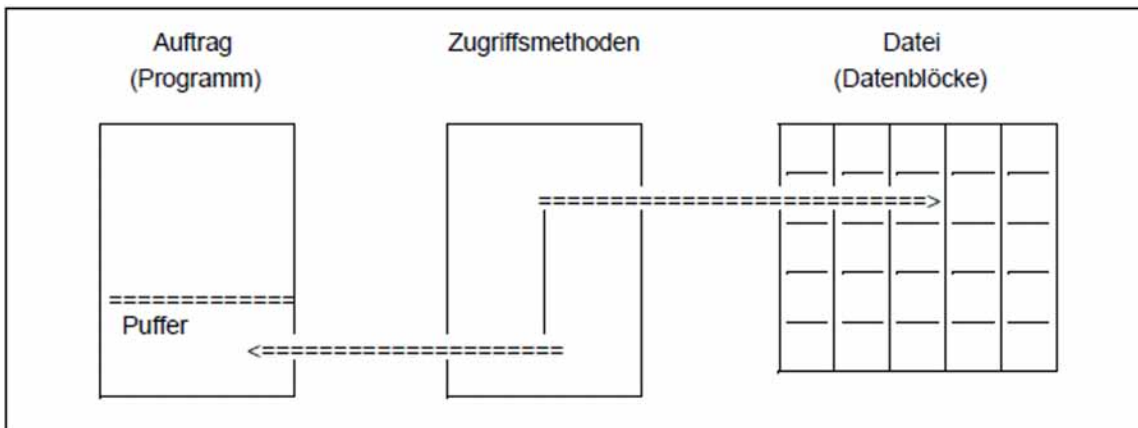 Auftrag
(Programm)
Zugriffsmethoden
Datei
(Datenblöcke)
Puffer